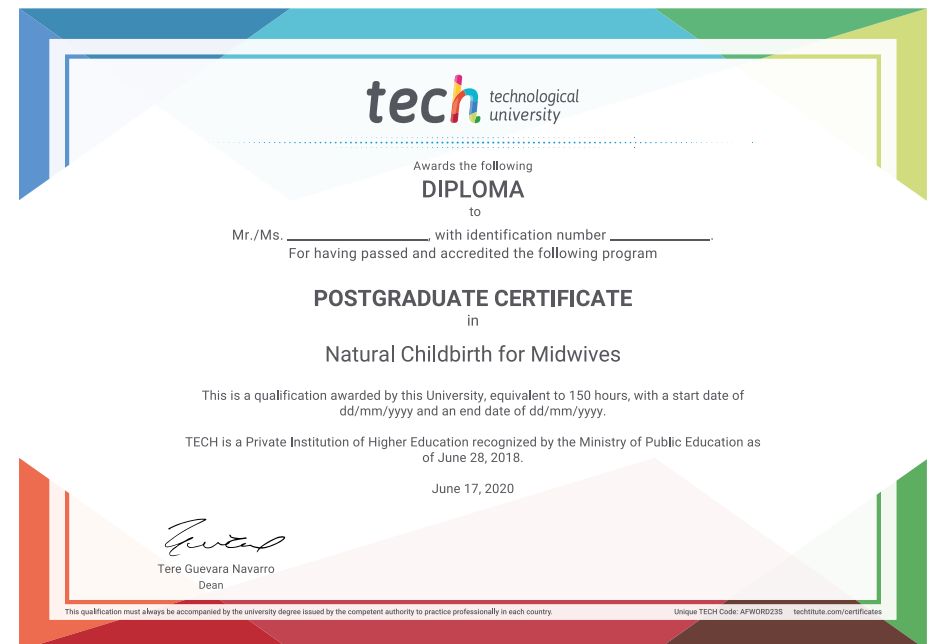 tech technological
university
Awards the following
DIPLOMA
to
Mr./Ms. ____________________, with identification number ______________.
For having passed and accredited the following program
POSTGRADUATE CERTIFICATE
in
Natural Childbirth for Midwives
This is a qualification awarded by this University, equivalent to 150 hours, with a start date of
dd/mm/yyyy and an end date of dd/mm/yyyy.
TECH is a Private Institution of Higher Education recognized by the Ministry of Public Education as
of June 28, 2018.
June 17, 2020
Tere Guevara Navarro
Dean
This qualification must always be accompanied by the university degree issued by the competent authority to practice professionally in each country.
Unique TECH Code: AFWORD23S techtitute.com/certificates